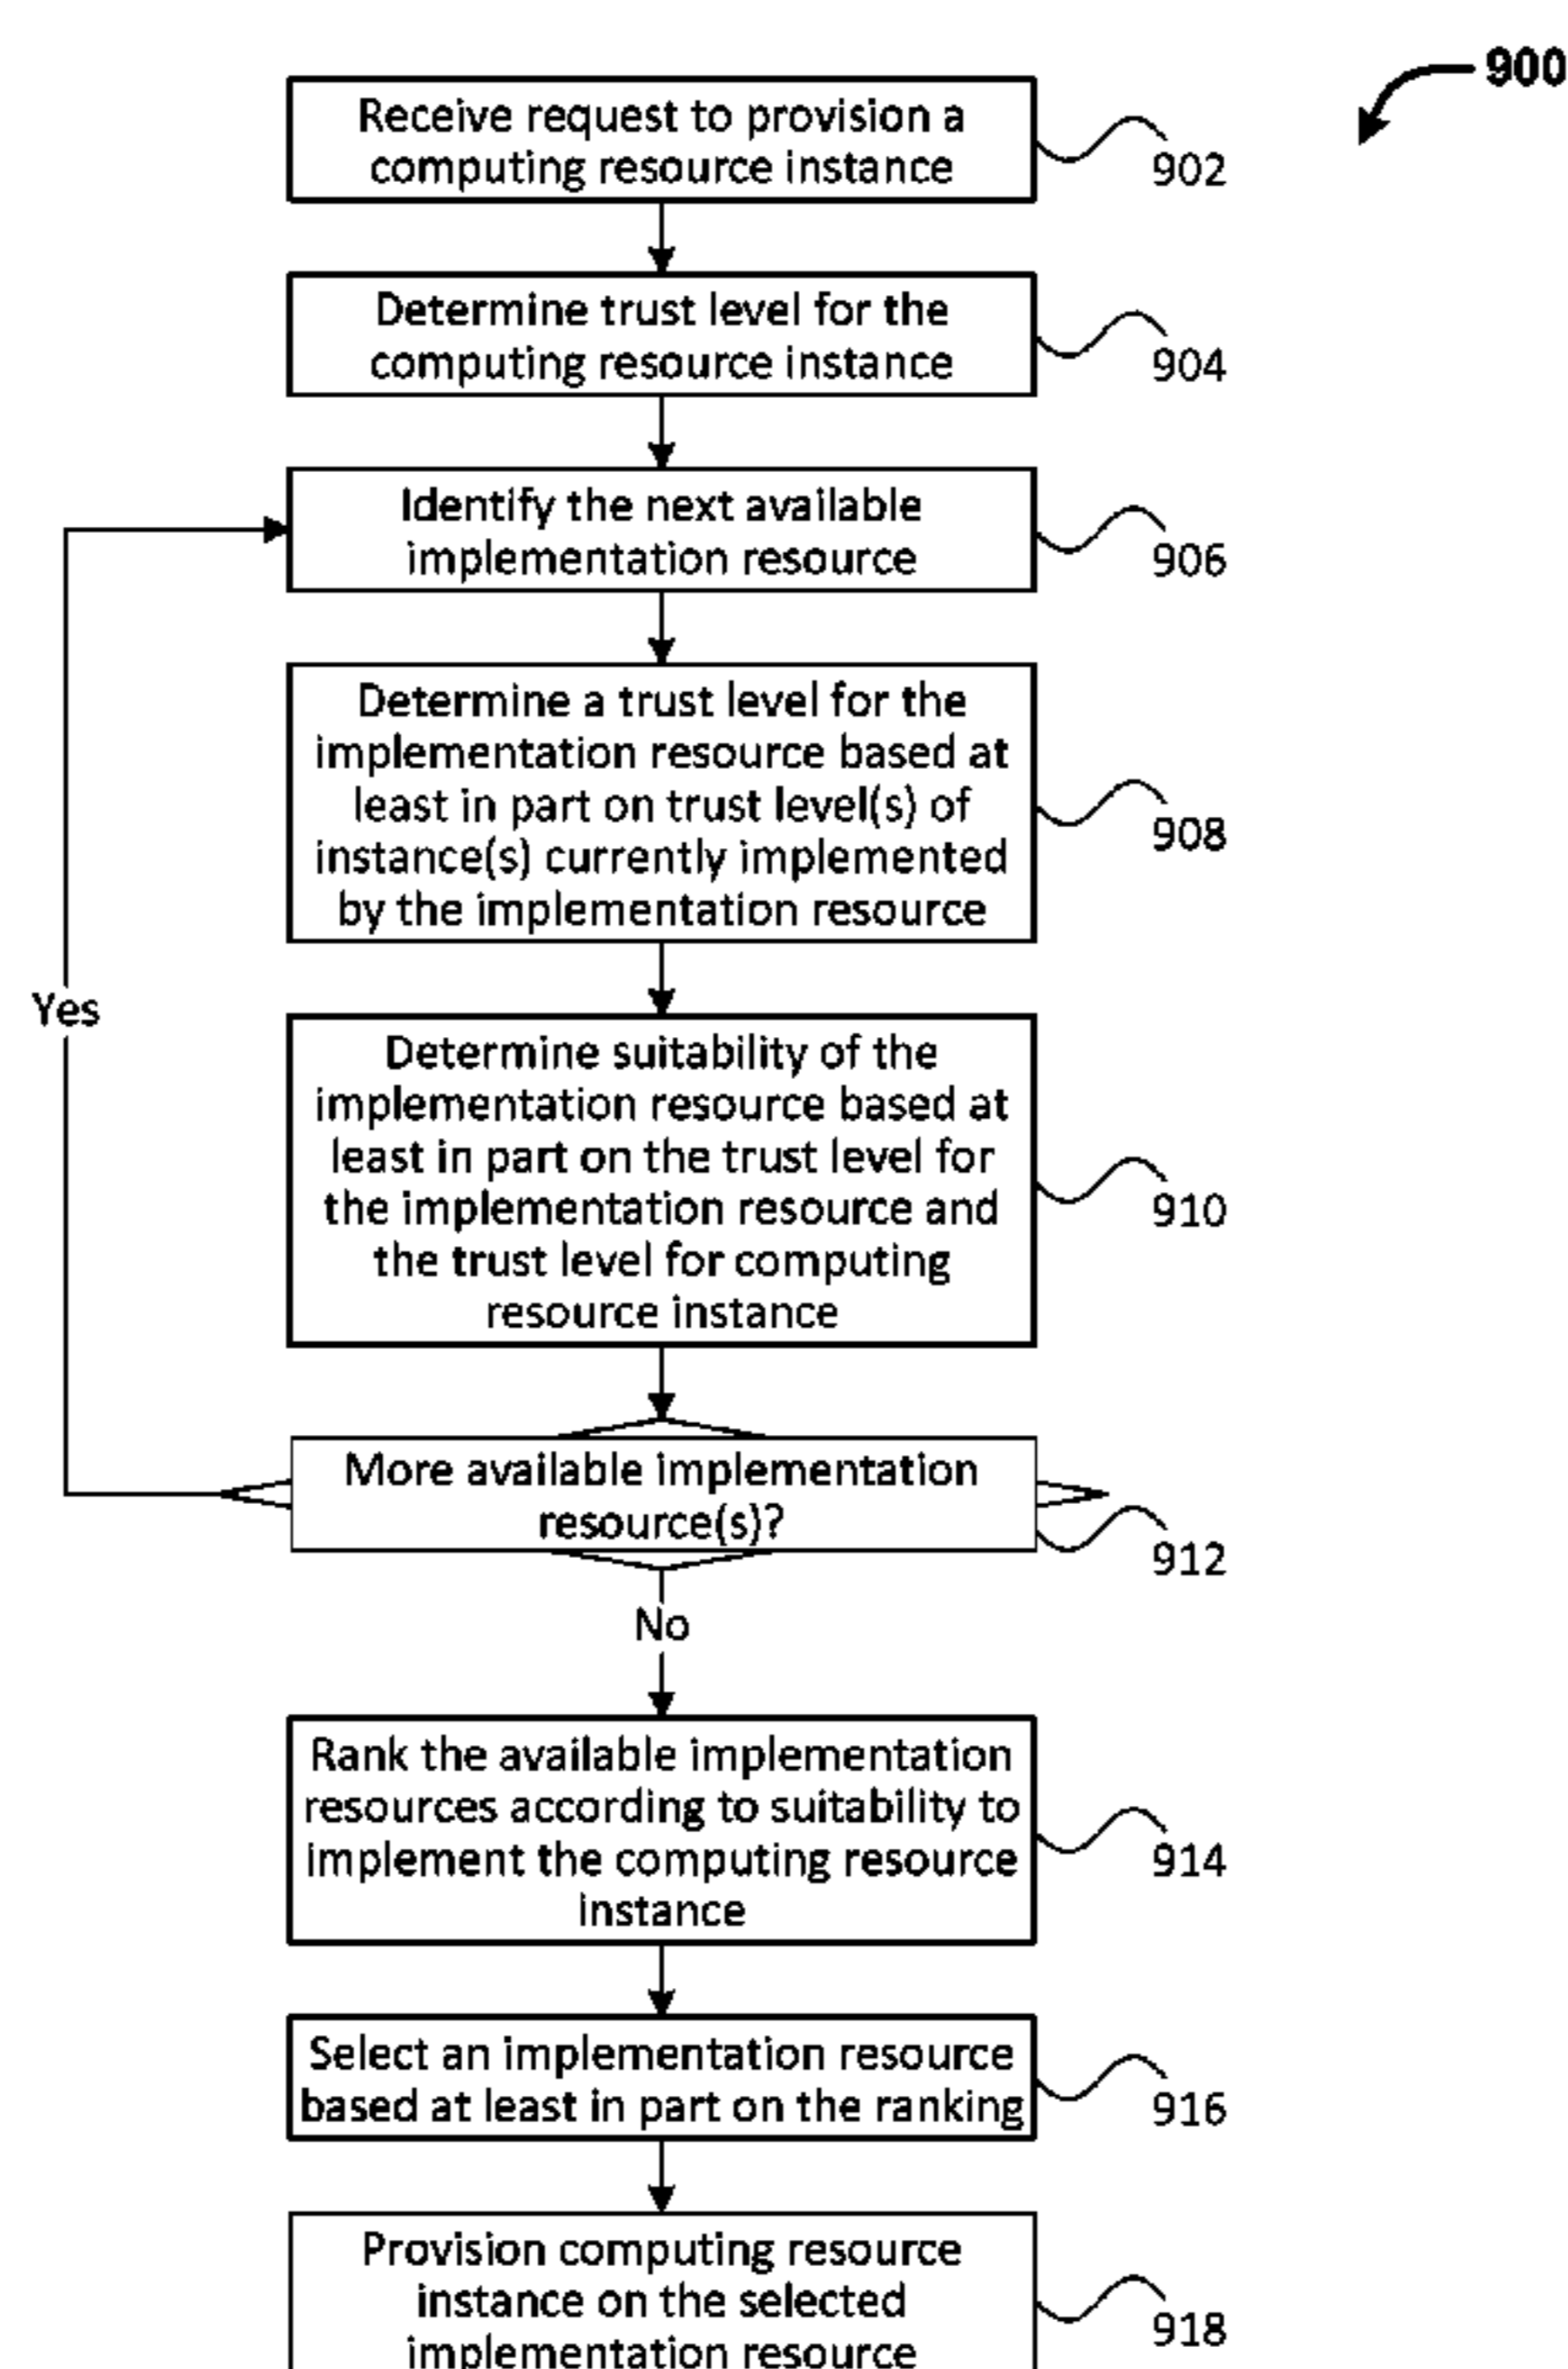 900
Receive request to provision a
computing resource instance
902
Determine trust level for the
computing resource instance
904
Identify the next available
implementation resource
906
Determine a trust level for the
implementation resource based at
least in part on trust level(s) of
instance(s) currently implemented
by the implementation resource
908
Yes
Determine suitability of the
implementation resource based at
least in part on the trust level for
the implementation resource and
the trust level for computing
resource instance
910
More available implementation
resource(s)?
912
No
Rank the available implementation
resources according to suitability to
implement the computing resource
instance
914
Select an implementation resource
based at least in part on the ranking
916
Provision computing resource
instance on the selected
implementation resource
918